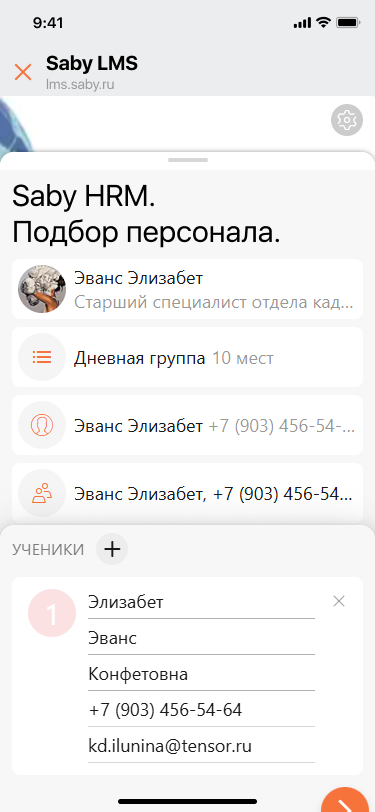 9:41
Saby LMS
lms.saby.ru
Saby HRM.
Подбор персонала.
Эванс Элизабет
Старший специалист отдела кад...
Дневная группа 10 мест
Эванс Элизабет +7 (903) 456-54-...
Эванс Элизабет, +7 (903) 456-54...
УЧЕНИКИ
1
Элизабет
Эванс
Конфетовна
+7 (903) 456-54-64
kd.ilunina@tensor.ru